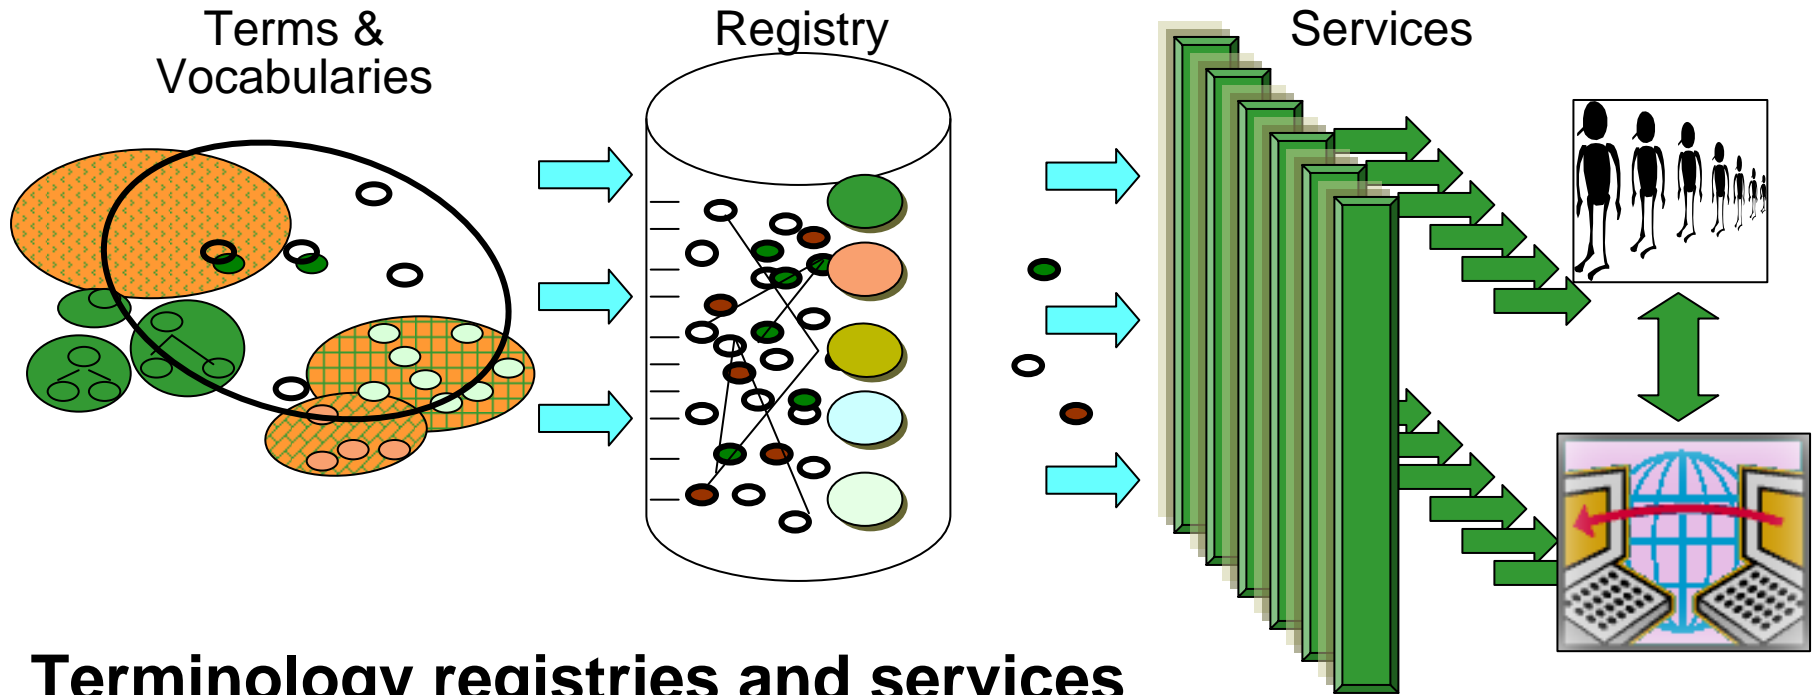 Terms &
Vocabularies
Registry
Services
Terminology registries and services